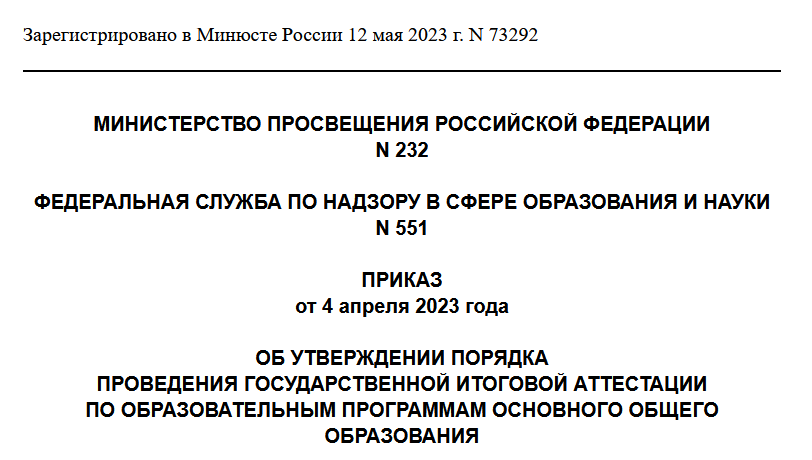 Зарегистрировано в Минюсте России 12 мая 2023 г. N 73292
МИНИСТЕРСТВО ПРОСВЕЩЕНИЯ РОССИЙСКОЙ ФЕДЕРАЦИИ
N 232
ФЕДЕРАЛЬНАЯ СЛУЖБА ПО НАДЗОРУ В СФЕРЕ ОБРАЗОВАНИЯ И НАУКИ
N 551
ПРИКАЗ
от 4 апреля 2023 года
ОБ УТВЕРЖДЕНИИ ПОРЯДКА
ПРОВЕДЕНИЯ ГОСУДАРСТВЕННОЙ ИТОГОВОЙ АТТЕСТАЦИИ
ПО ОБРАЗОВАТЕЛЬНЫМ ПРОГРАММАМ ОСНОВНОГО ОБЩЕГО
ОБРАЗОВАНИЯ